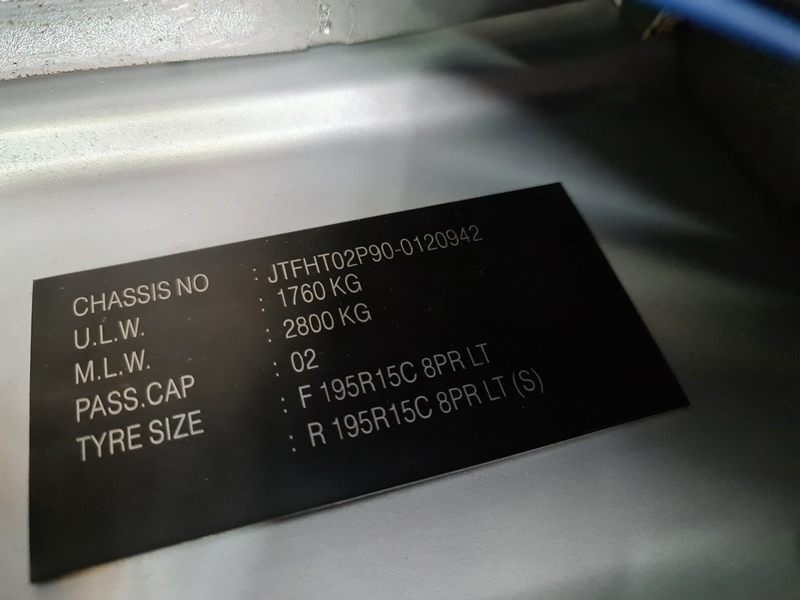 CHASSIS NO : JTFHT02P90-0120942
U.L.W. : 1760 KG
M.L.W. : 2800 KG
PASS.CAP : 02
TYRE SIZE : F 195R15C 8PR LT
: R 195R15C 8PR LT (S)